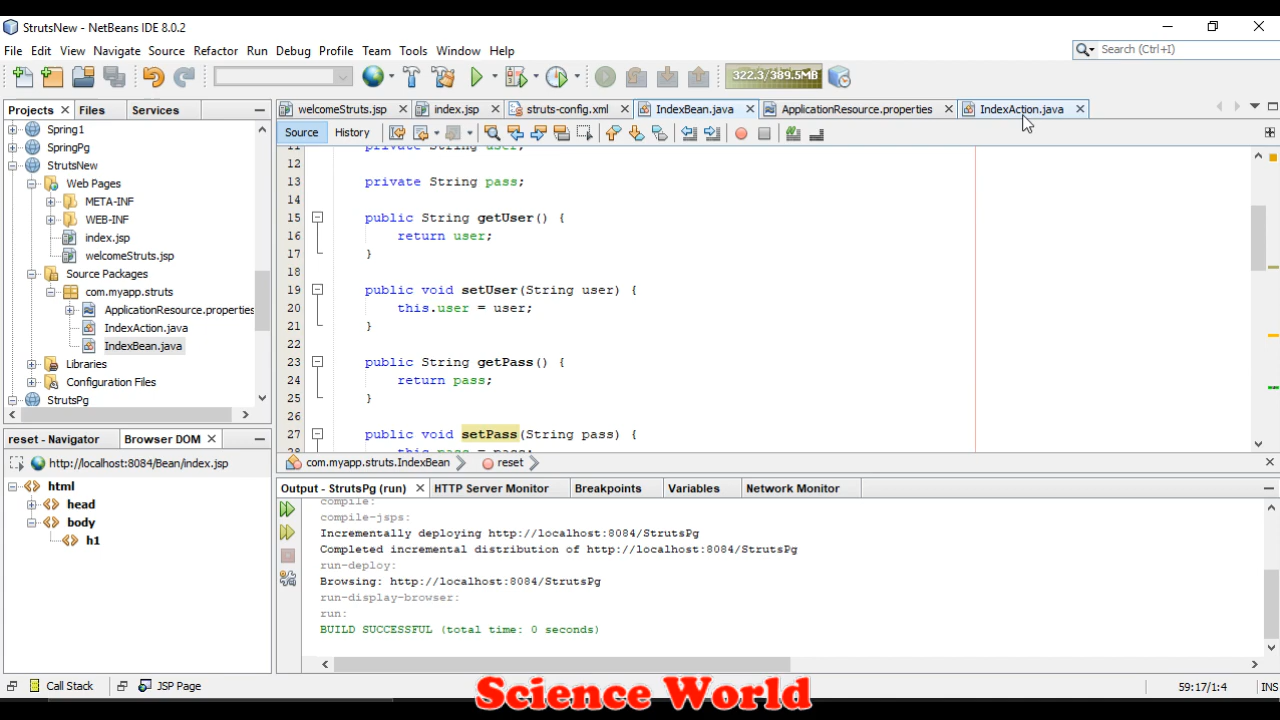 StrutsNew - NetBeans IDE 8.0.2
File Edit View Navigate Source Refactor Run Debug Profile Team Tools Window Help
Search (Ctrl+I)
322.3/389.5MB
Projects Files Services
welcomeStruts.jsp index.jsp struts-config.xml IndexBean.java ApplicationResource.properties IndexAction.java
Source History
Spring1
SpringPg
StrutsNew
Web Pages
META-INF
WEB-INF
index.jsp
welcomeStruts.jsp
Source Packages
com.myapp.struts
ApplicationResource.properties
IndexAction.java
IndexBean.java
Libraries
Configuration Files
StrutsPg
11 private String user;
12
13 private String pass;
14
15 public String getUser() {
16 return user;
17 }
18
19 public void setUser(String user) {
20 this.user = user;
21 }
22
23 public String getPass() {
24 return pass;
25 }
26
27 public void setPass(String pass) {
28 this.pass = pass;
com.myapp.struts.IndexBean reset
reset - Navigator Browser DOM
http://localhost:8084/Bean/index.jsp
html
head
body
h1
Output - StrutsPg (run) HTTP Server Monitor Breakpoints Variables Network Monitor
compile:
compile-jsps:
Incrementally deploying http://localhost:8084/StrutsPg
Completed incremental distribution of http://localhost:8084/StrutsPg
run-deploy:
Browsing: http://localhost:8084/StrutsPg
run-display-browser:
run:
BUILD SUCCESSFUL (total time: 0 seconds)
Call Stack JSP Page
59:17/1:4 INS
Science World